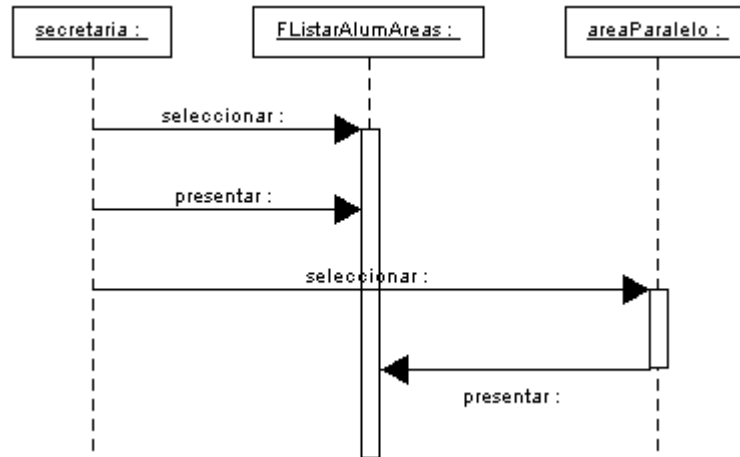 secretaria :
FListarAlumAreas :
areaParalelo :
seleccionar :
presentar :
seleccionar :
presentar :